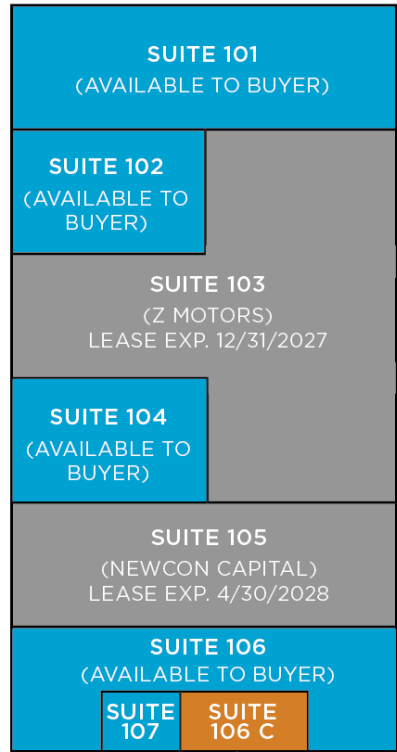 SUITE 101
(AVAILABLE TO BUYER)
SUITE 102
(AVAILABLE TO
BUYER)
SUITE 103
(Z MOTORS)
LEASE EXP. 12/31/2027
SUITE 104
(AVAILABLE TO
BUYER)
SUITE 105
(NEWCON CAPITAL)
LEASE EXP. 4/30/2028
SUITE 106
(AVAILABLE TO BUYER)
SUITE
107
SUITE
106 C